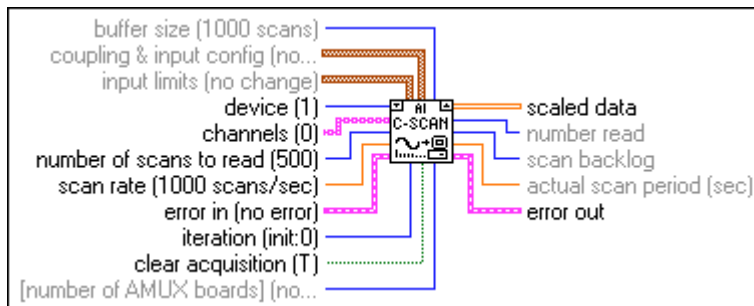 buffer size (1000 scans)
coupling & input config (no...
input limits (no change)
device (1)
channels (0)
number of scans to read (500)
scan rate (1000 scans/sec)
error in (no error)
iteration (init:0)
clear acquisition (T)
[number of AMUX boards] (no...
AI
C-SCAN
scaled data
number read
scan backlog
actual scan period (sec)
error out